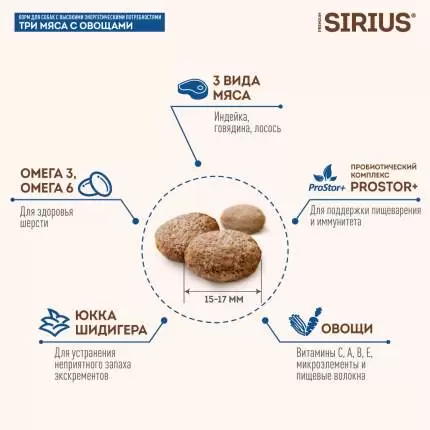 КОРМ ДЛЯ СОБАК С ВЫСОКИМИ ЭНЕРГЕТИЧЕСКИМИ ПОТРЕБНОСТЯМИ
ТРИ МЯСА С ОВОЩАМИ
PREMIUM
SIRIUS®
3 ВИДА
МЯСА
Индейка,
говядина, лосось
ОМЕГА 3,
ОМЕГА 6
Для здоровья
шерсти
ProStor+
ПРОБИОТИЧЕСКИЙ
КОМПЛЕКС
PROSTOR+
Для поддержки пищеварения
и иммунитета
15-17 ММ
ЮККА
ШИДИГЕРА
Для устранения
неприятного запаха
экскрементов
ОВОЩИ
Витамины С, А, В, Е,
микроэлементы и
пищевые волокна